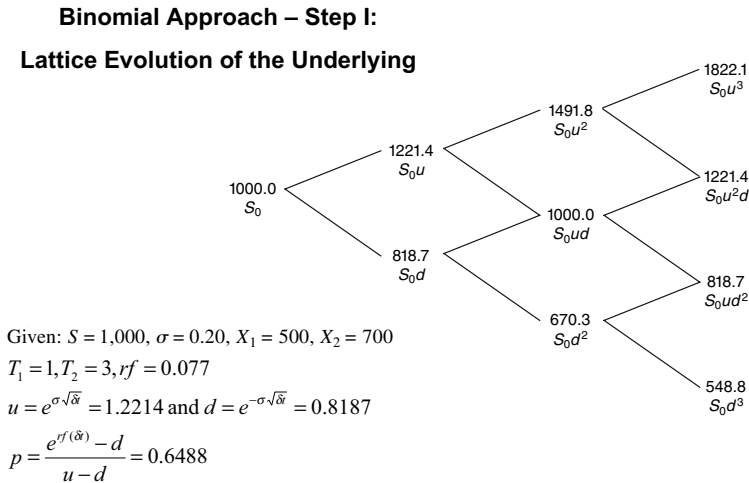 Binomial Approach – Step I:
Lattice Evolution of the Underlying
1822.1
S₀u³
1491.8
S₀u²
1221.4
S₀u
1221.4
S₀u²d
1000.0
S₀
1000.0
S₀ud
818.7
S₀d
818.7
S₀ud²
670.3
S₀d²
548.8
S₀d³
Given: S = 1,000, σ = 0.20, X₁ = 500, X₂ = 700
T₁ = 1, T₂ = 3, rf = 0.077
u = e^{σ√δt} = 1.2214 and d = e^{−σ√δt} = 0.8187
p = (e^{rf(δt)} − d)/(u − d) = 0.6488